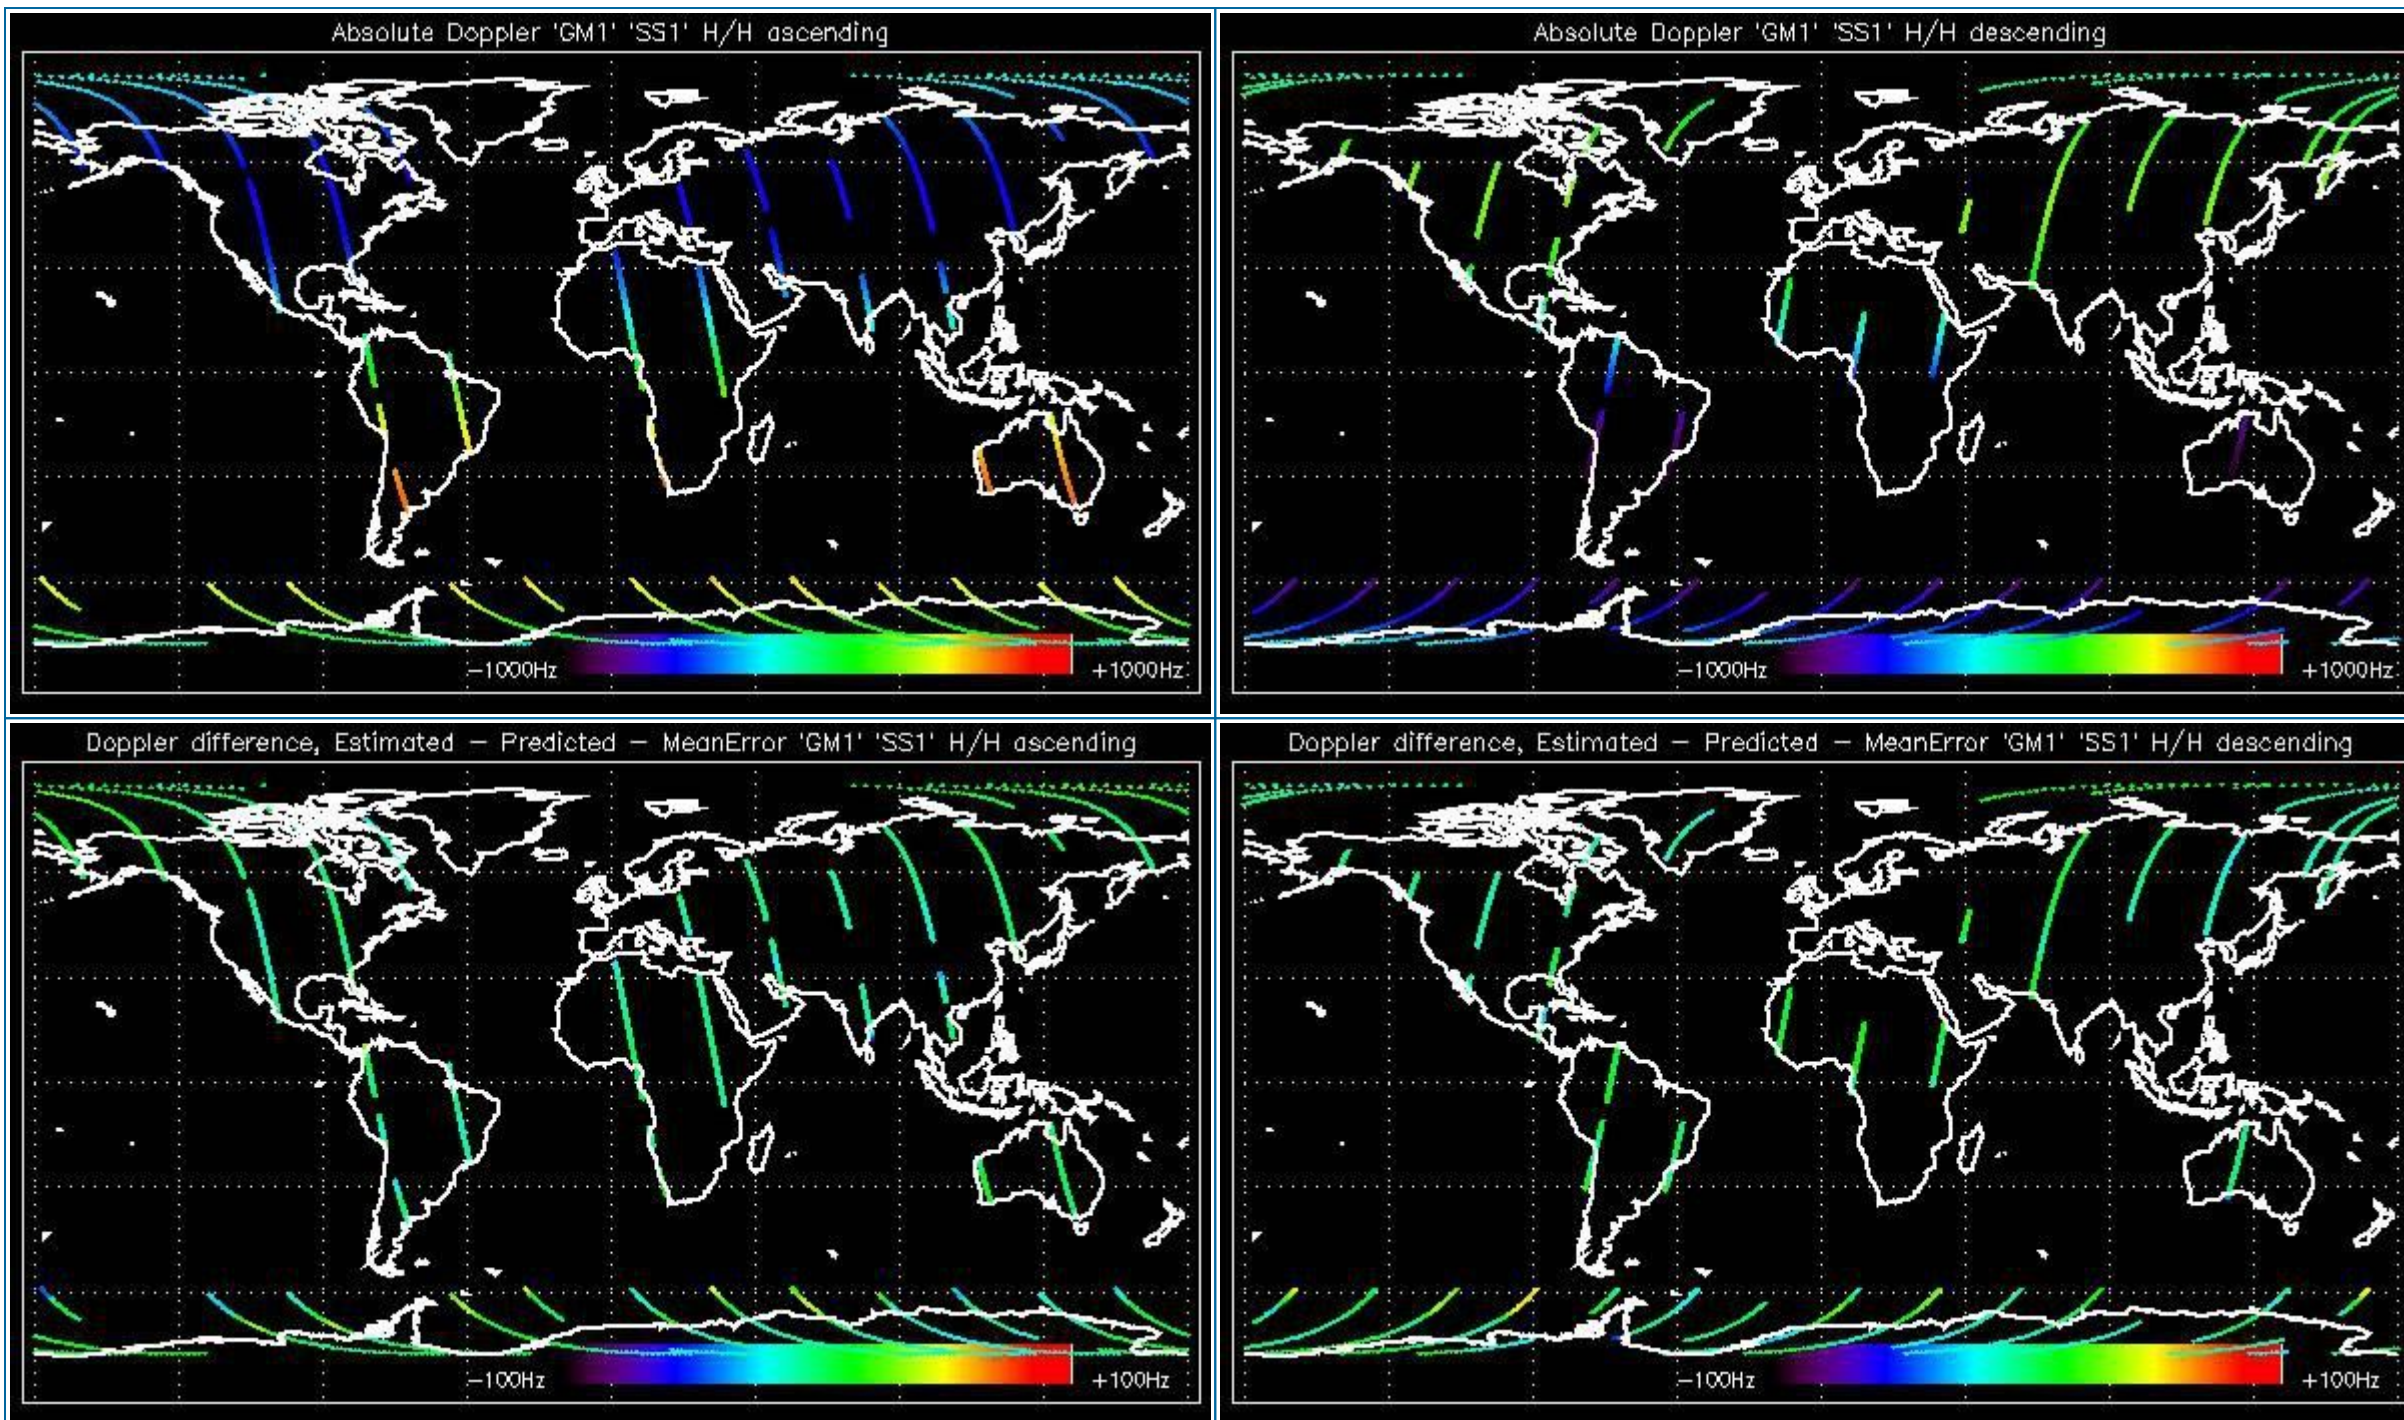 Absolute Doppler 'GM1' 'SS1' H/H ascending
-1000Hz
+1000Hz
Absolute Doppler 'GM1' 'SS1' H/H descending
-1000Hz
+1000Hz
Doppler difference, Estimated - Predicted - MeanError 'GM1' 'SS1' H/H ascending
-100Hz
+100Hz
Doppler difference, Estimated - Predicted - MeanError 'GM1' 'SS1' H/H descending
-100Hz
+100Hz